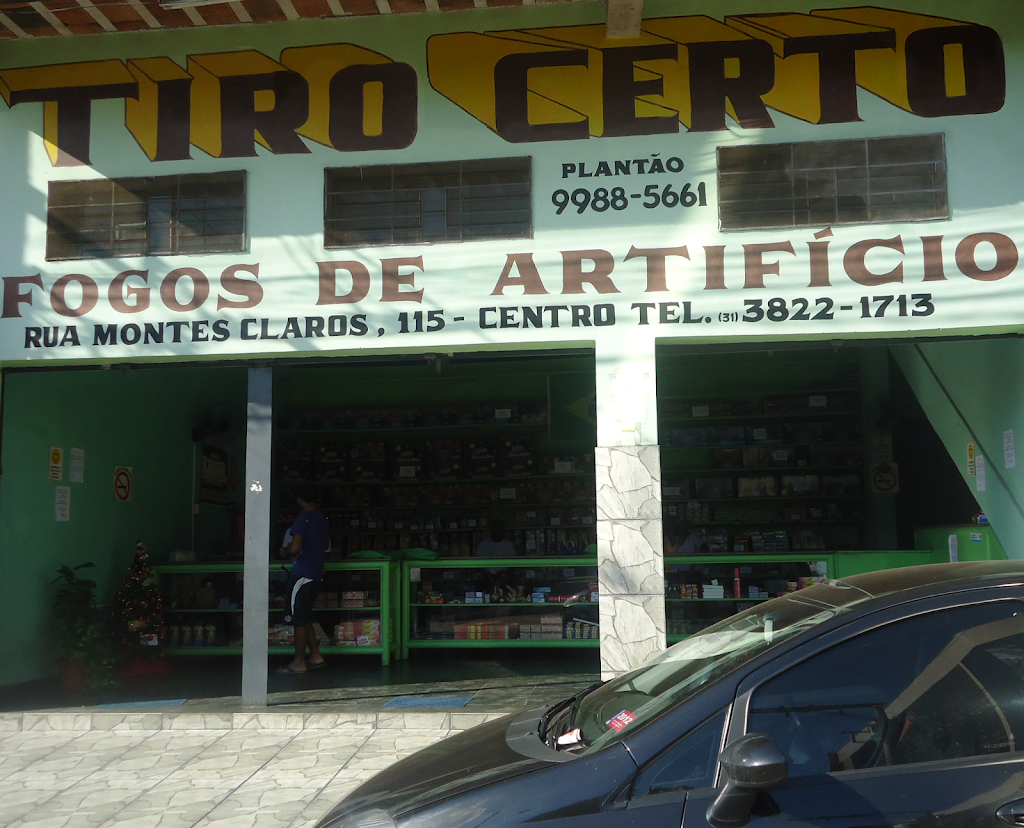 TIRO CERTO
PLANTÃO
9988-5661
FOGOS DE ARTIFÍCIO
RUA MONTES CLAROS, 115 - CENTRO TEL. (31) 3822-1713